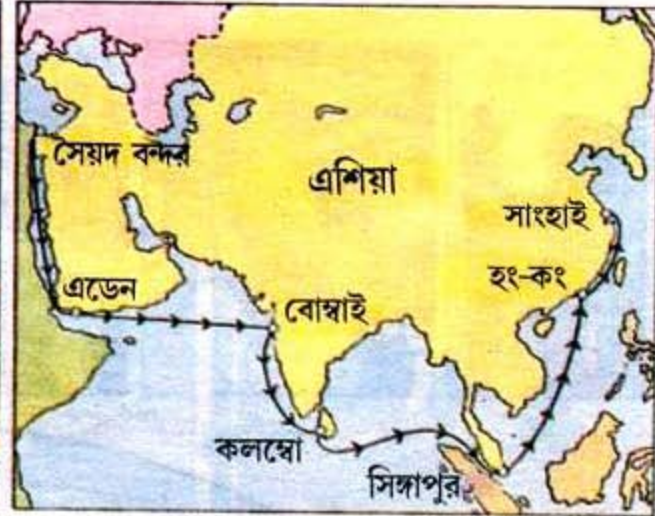 সৈয়দ বন্দর
এশিয়া
সাংহাই
হং-কং
এডেন
বোম্বাই
কলম্বো
সিঙ্গাপুর